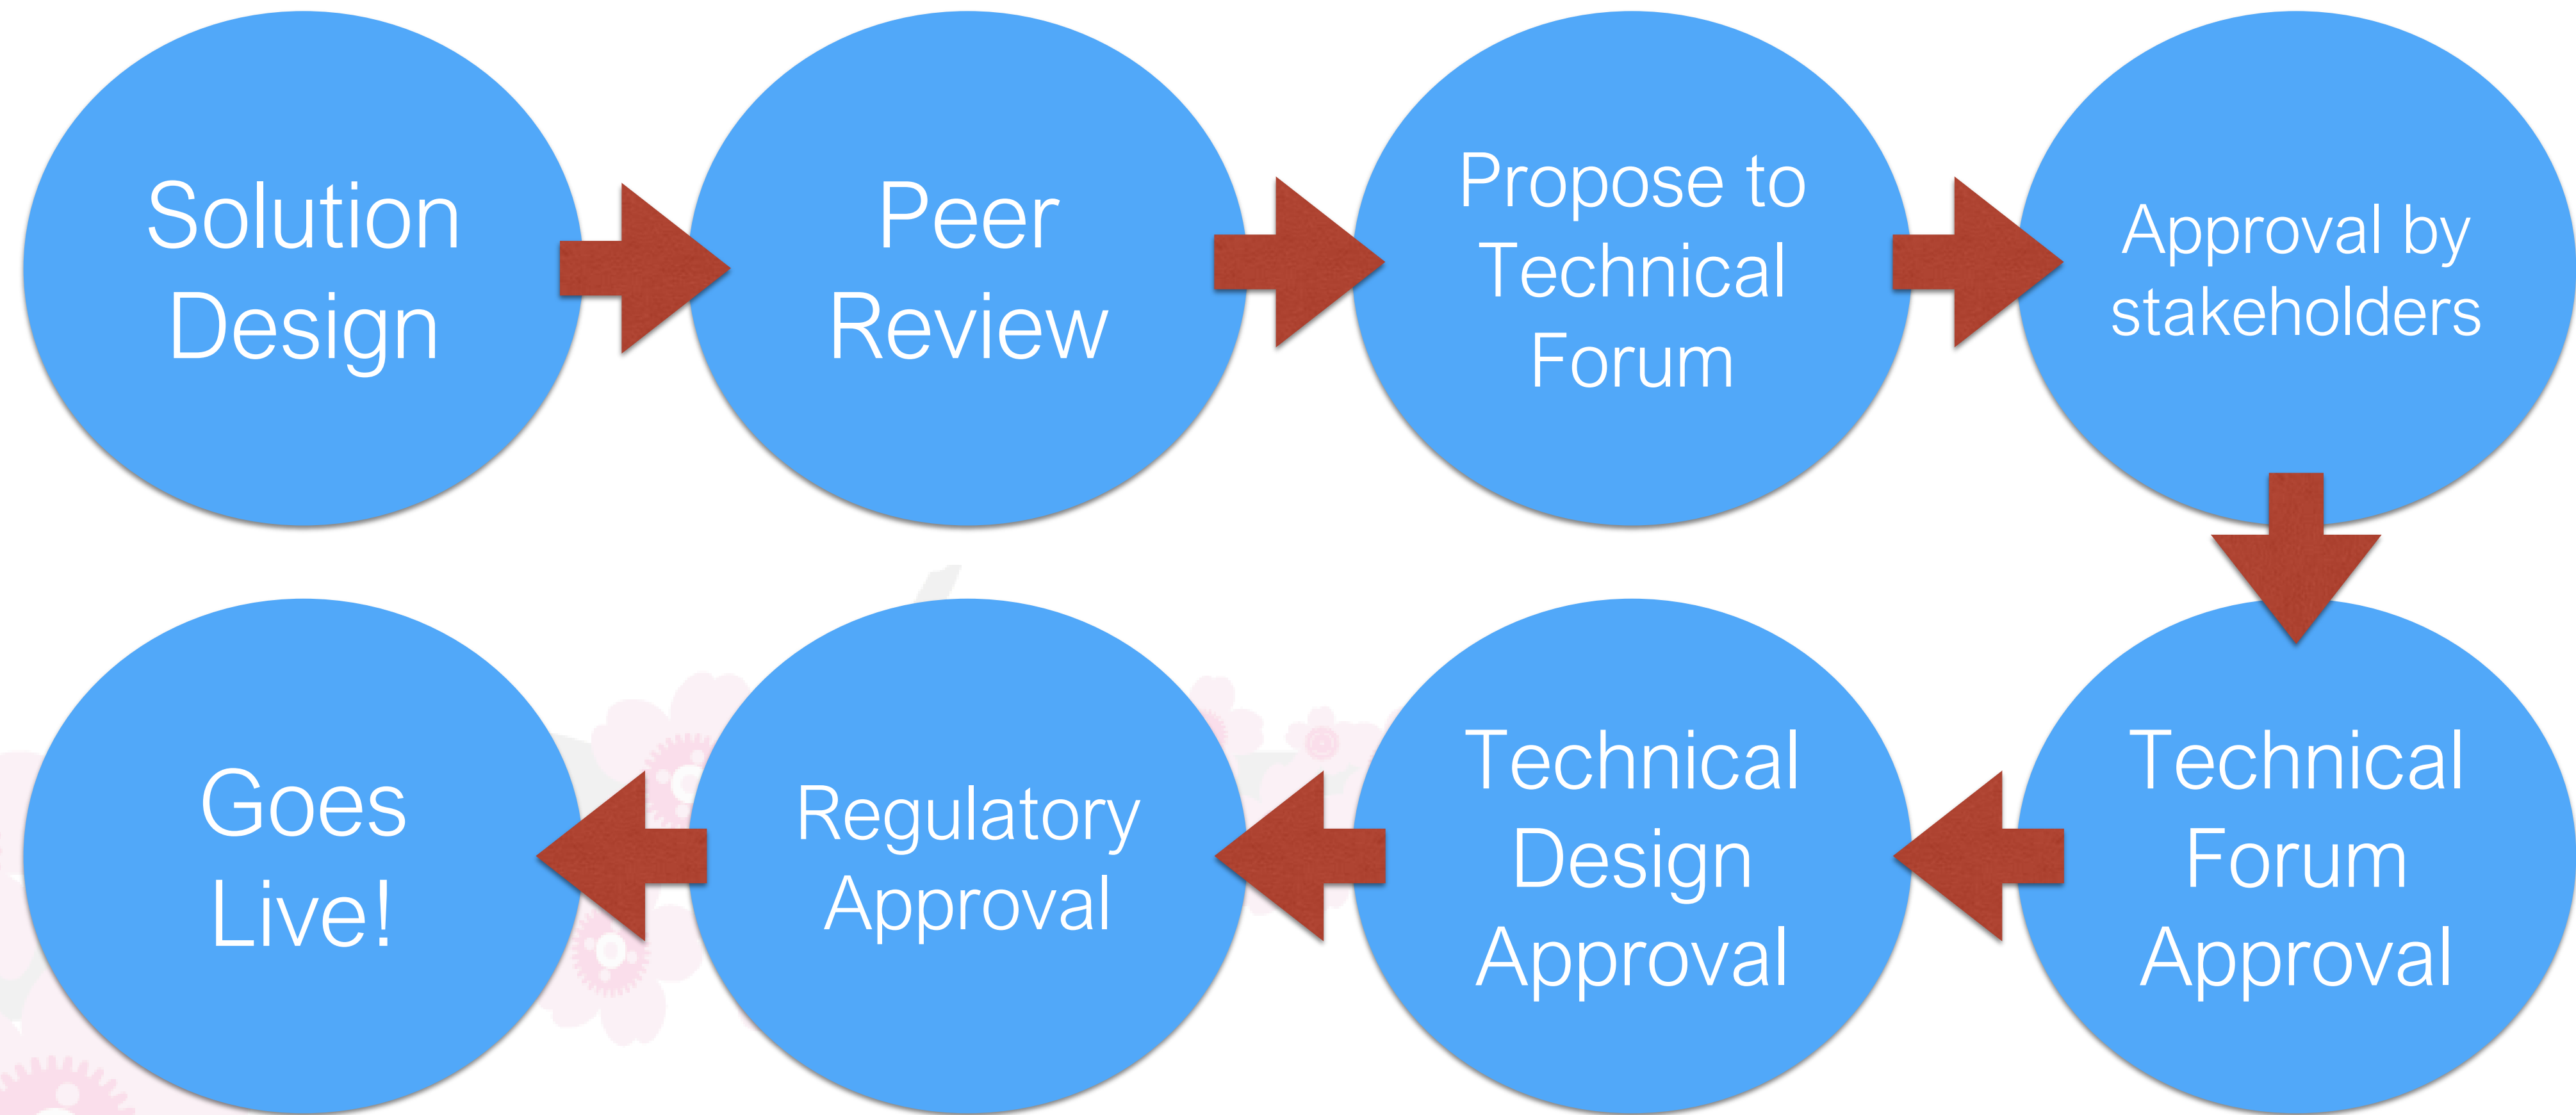 Solution
Design
Peer
Review
Propose to
Technical
Forum
Approval by
stakeholders
Technical
Forum
Approval
Technical
Design
Approval
Regulatory
Approval
Goes
Live!